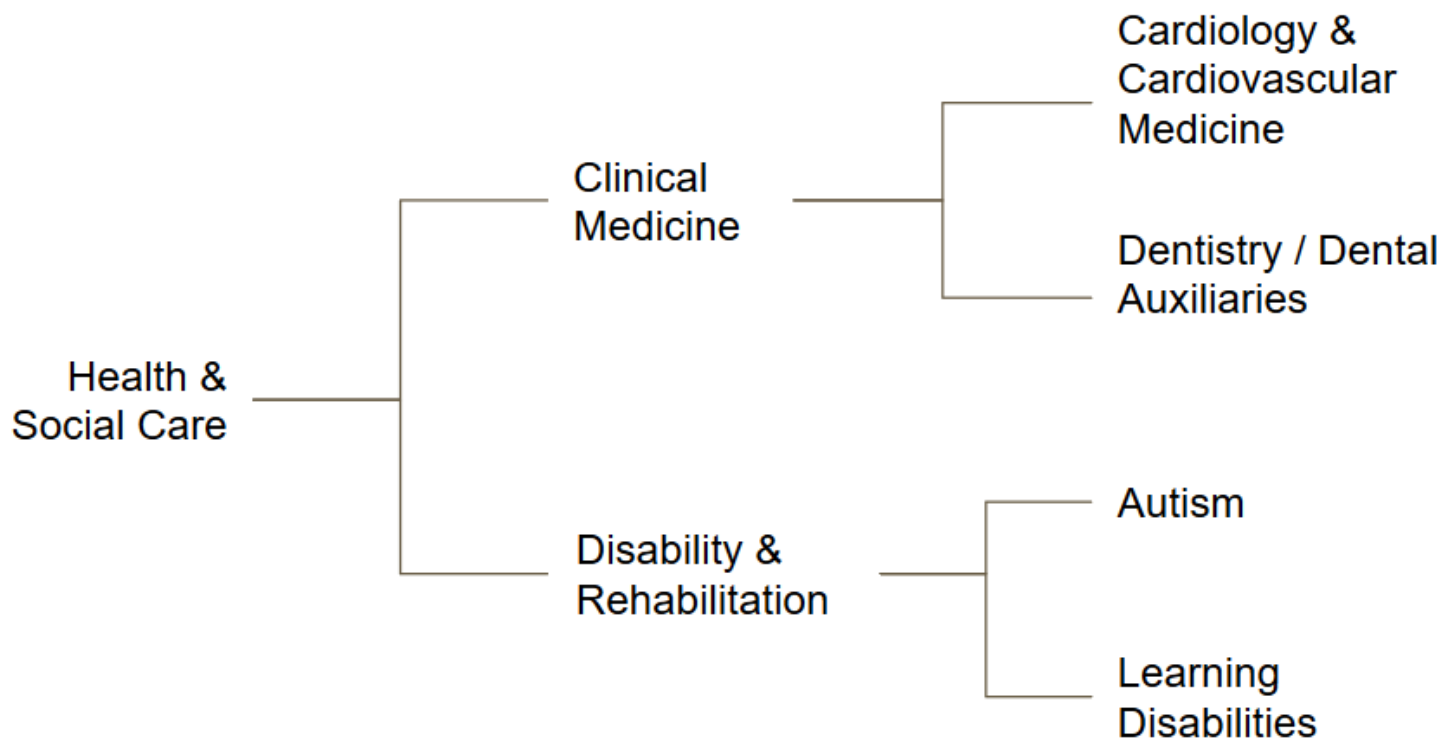 Health &
Social Care
Clinical
Medicine
Cardiology &
Cardiovascular
Medicine
Dentistry / Dental
Auxiliaries
Disability &
Rehabilitation
Autism
Learning
Disabilities